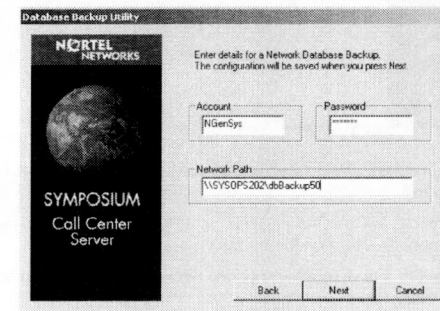 Database Backup Utility
NORTEL
NETWORKS
SYMPOSIUM
Call Center
Server
Enter details for a Network Database Backup.
The configuration will be saved when you press Next.
Account
NGenSys
Password
*******
Network Path
\\SYSOPS202\dbBackup50
Back
Next
Cancel